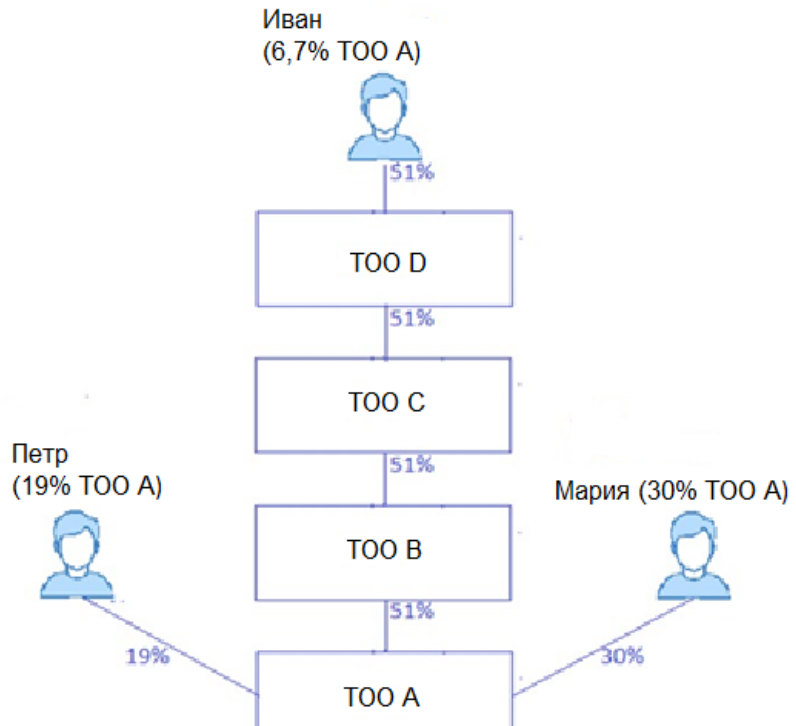 Иван
(6,7% ТОО А)
51%
ТОО D
51%
ТОО С
51%
Петр
(19% ТОО А)
Мария (30% ТОО А)
ТОО В
51%
19%
30%
ТОО А